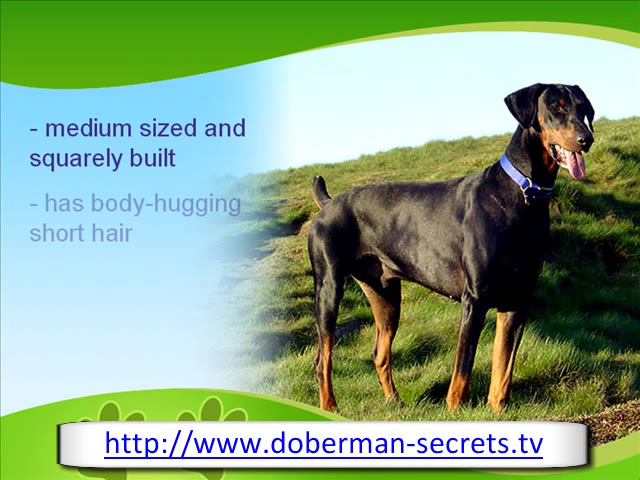 - medium sized and
squarely built
- has body-hugging
short hair
http://www.doberman-secrets.tv